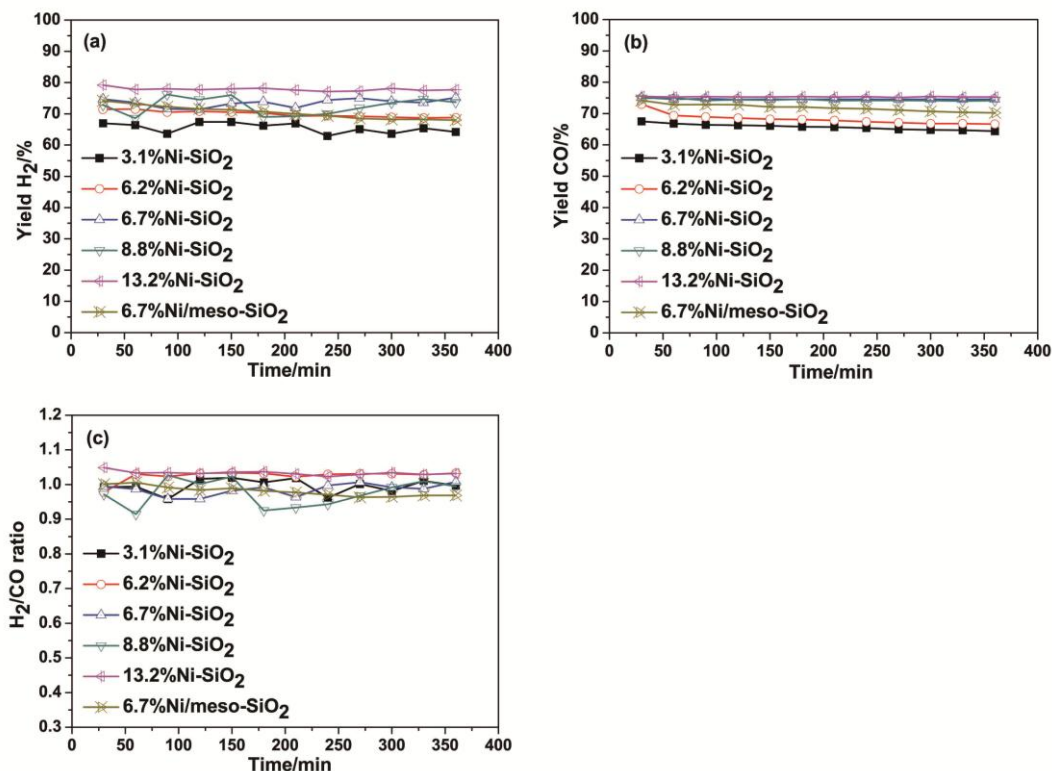 (a)
Yield H2/%
100
90
80
70
60
50
40
30
20
10
0
3.1%Ni-SiO2
6.2%Ni-SiO2
6.7%Ni-SiO2
8.8%Ni-SiO2
13.2%Ni-SiO2
6.7%Ni/meso-SiO2
0 50 100 150 200 250 300 350 400
Time/min
(b)
Yield CO/%
100
90
80
70
60
50
40
30
20
10
0
3.1%Ni-SiO2
6.2%Ni-SiO2
6.7%Ni-SiO2
8.8%Ni-SiO2
13.2%Ni-SiO2
6.7%Ni/meso-SiO2
0 50 100 150 200 250 300 350 400
Time/min
(c)
H2/CO ratio
1.2
1.1
1.0
0.9
0.8
0.7
0.6
0.5
0.4
0.3
3.1%Ni-SiO2
6.2%Ni-SiO2
6.7%Ni-SiO2
8.8%Ni-SiO2
13.2%Ni-SiO2
6.7%Ni/meso-SiO2
0 50 100 150 200 250 300 350 400
Time/min